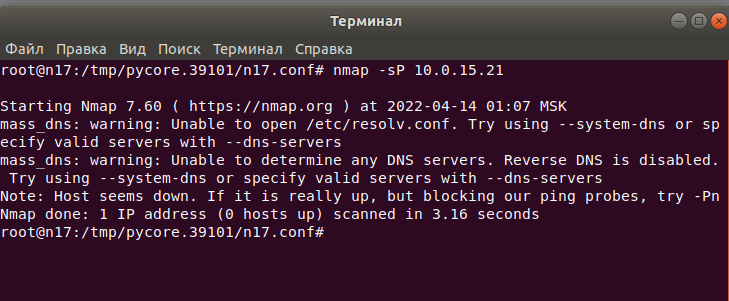 Терминал
Файл Правка Вид Поиск Терминал Справка
root@n17:/tmp/pycore.39101/n17.conf# nmap -sP 10.0.15.21
Starting Nmap 7.60 ( https://nmap.org ) at 2022-04-14 01:07 MSK
mass_dns: warning: Unable to open /etc/resolv.conf. Try using --system-dns or sp
ecify valid servers with --dns-servers
mass_dns: warning: Unable to determine any DNS servers. Reverse DNS is disabled.
 Try using --system-dns or specify valid servers with --dns-servers
Note: Host seems down. If it is really up, but blocking our ping probes, try -Pn
Nmap done: 1 IP address (0 hosts up) scanned in 3.16 seconds
root@n17:/tmp/pycore.39101/n17.conf#